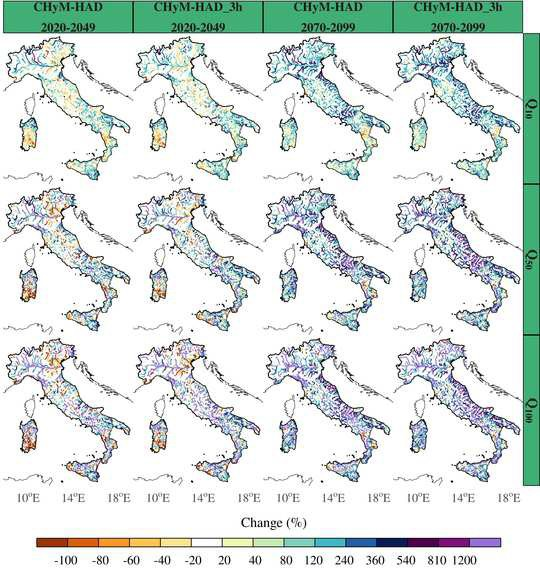 CHyM-HAD CHyM-HAD_3h CHyM-HAD CHyM-HAD_3h
2020-2049 2020-2049 2070-2099 2070-2099
Q10
Q50
Q100
10°E 14°E 18°E 10°E 14°E 18°E 10°E 14°E 18°E 10°E 14°E 18°E
Change (%)
-100 -80 -60 -40 -20 20 40 80 120 240 360 540 810 1200